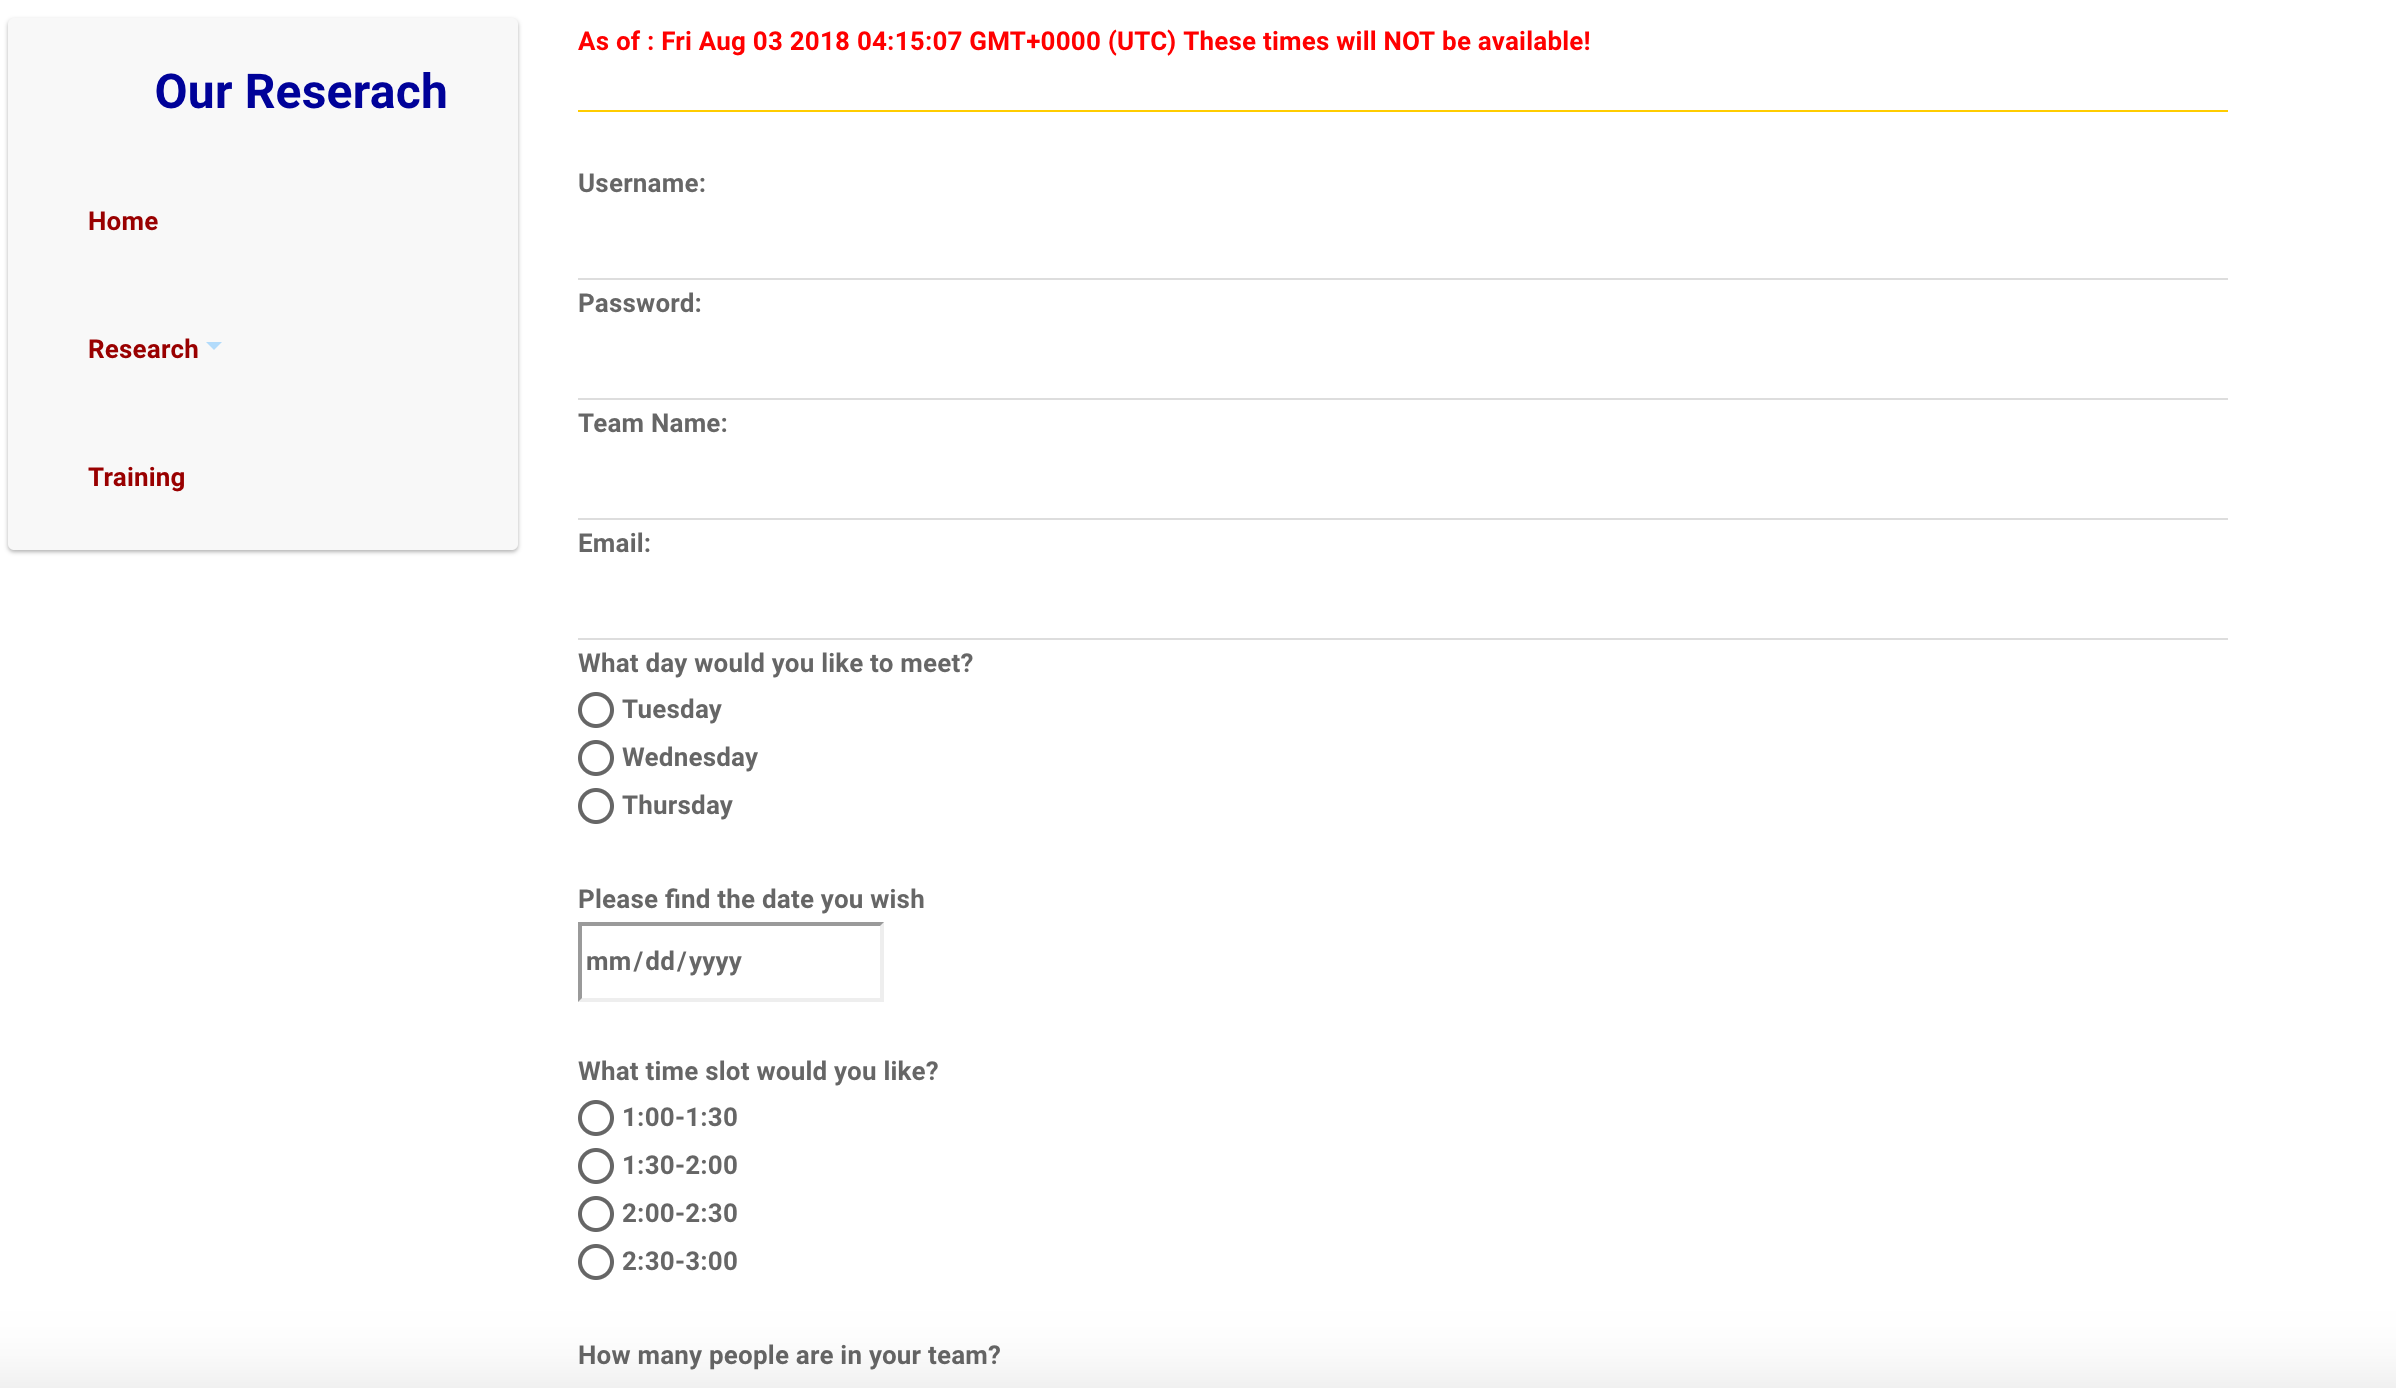 Our Reserach
Home
Research
Training
As of : Fri Aug 03 2018 04:15:07 GMT+0000 (UTC) These times will NOT be available!
Username:
Password:
Team Name:
Email:
What day would you like to meet?
Tuesday
Wednesday
Thursday
Please find the date you wish
mm/dd/yyyy
What time slot would you like?
1:00-1:30
1:30-2:00
2:00-2:30
2:30-3:00
How many people are in your team?